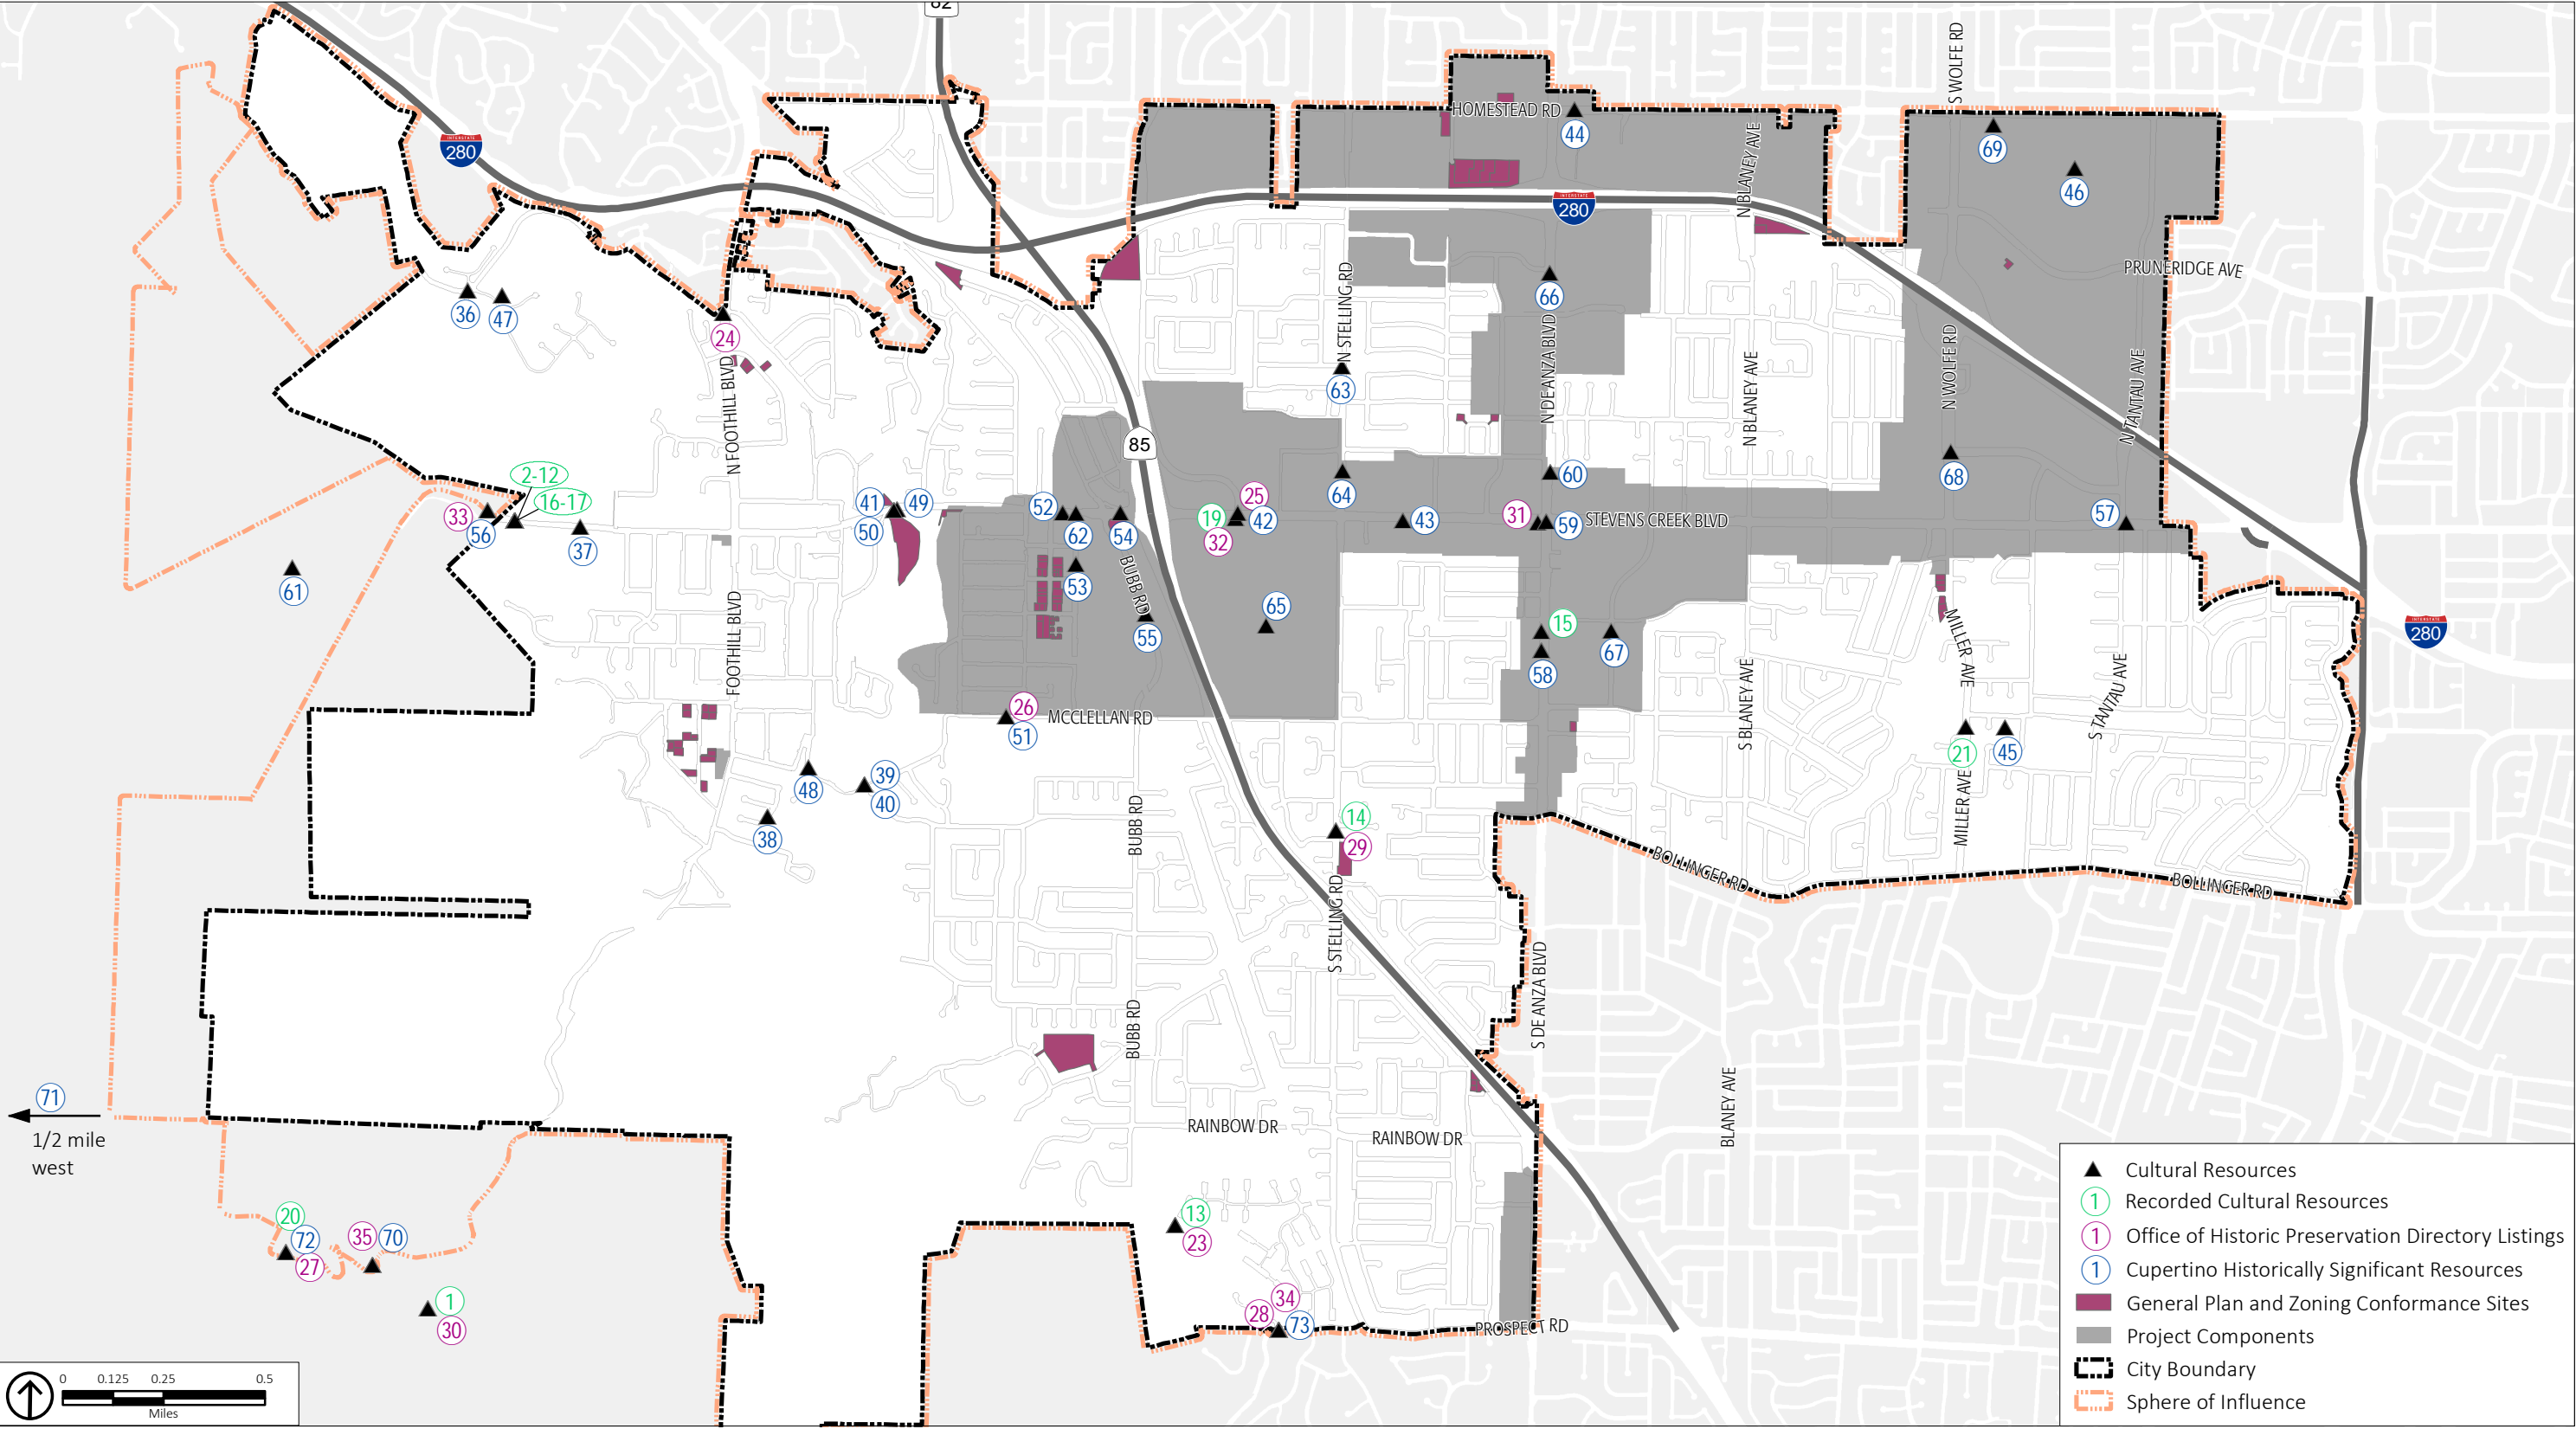 82
S WOLFE RD
INTERSTATE
280
HOMESTEAD RD
44
N BLANEY AVE
69
46
INTERSTATE
280
PRUNERIDGE AVE
36
47
24
N FOOTHILL BLVD
N STELLING RD
63
66
N DE ANZA BLVD
N BLANEY AVE
N WOLFE RD
N TANTAU AVE
85
2-12
16-17
33
56
37
61
41
49
50
52
62
54
53
BUBB RD
55
25
19
42
32
64
43
31
59
60
STEVENS CREEK BLVD
68
57
65
15
58
67
FOOTHILL BLVD
MILLER AVE
INTERSTATE
280
S BLANEY AVE
S TANTAU AVE
26
MCCLELLAN RD
51
21
45
48
39
40
38
BUBB RD
14
29
MILLER AVE
BOLLINGER RD
BOLLINGER RD
S STELLING RD
S DE ANZA BLVD
BUBB RD
BLANEY AVE
71
1/2 mile
west
RAINBOW DR
RAINBOW DR
20
72
27
35
70
13
23
1
30
34
28
73
PROSPECT RD
Cultural Resources
1
Recorded Cultural Resources
1
Office of Historic Preservation Directory Listings
1
Cupertino Historically Significant Resources
General Plan and Zoning Conformance Sites
Project Components
City Boundary
Sphere of Influence
0 0.125 0.25 0.5
Miles